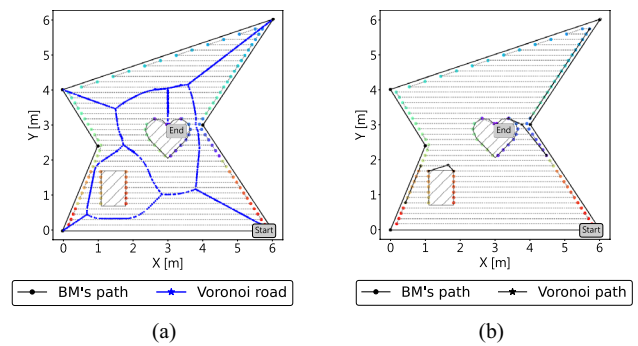 6
5
4
3
2
1
0
Y [m]
End
Start
0 1 2 3 4 5 6
X [m]
BM's path Voronoi road
(a)
6
5
4
3
2
1
0
Y [m]
End
Start
0 1 2 3 4 5 6
X [m]
BM's path Voronoi path
(b)